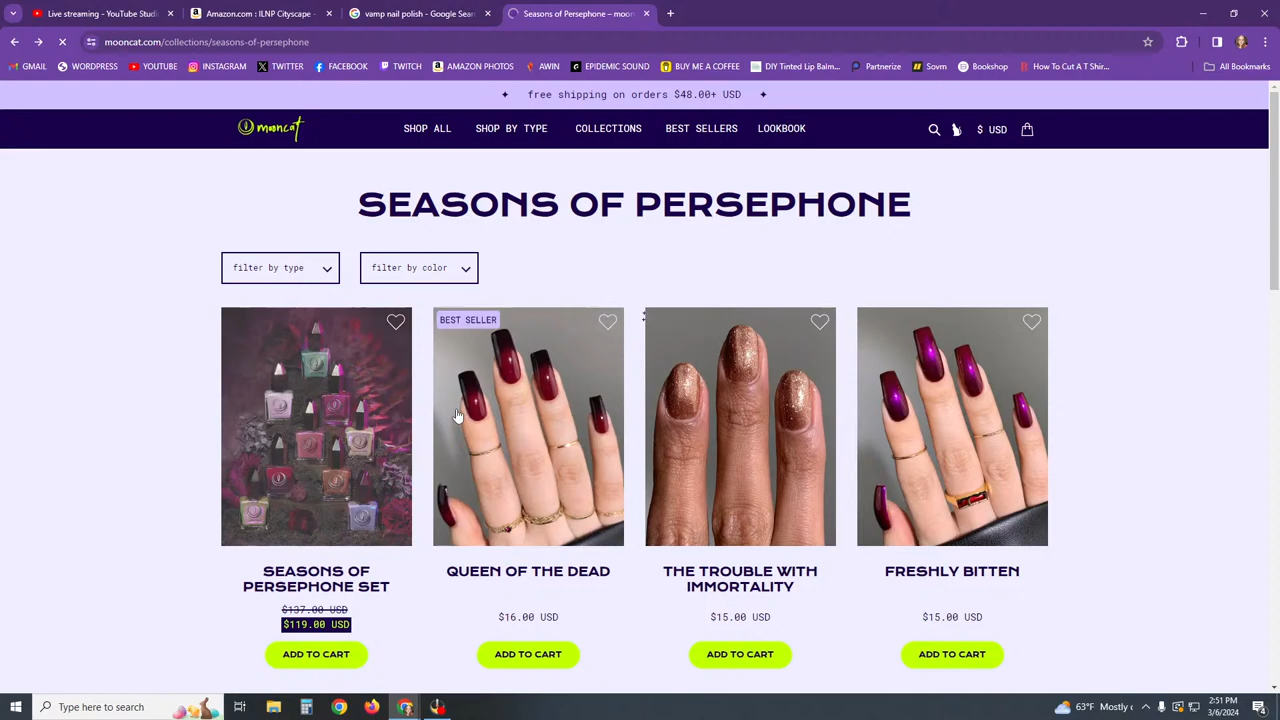 Live streaming - YouTube Studi
Amazon.com : ILNP Cityscape
vamp nail polish - Google Sear
Seasons of Persephone – moon
mooncat.com/collections/seasons-of-persephone
GMAIL WORDPRESS YOUTUBE INSTAGRAM TWITTER FACEBOOK TWITCH AMAZON PHOTOS AWIN EPIDEMIC SOUND BUY ME A COFFEE DIY Tinted Lip Balm... Partnerize Sovrn Bookshop How To Cut A T Shir... All Bookmarks
free shipping on orders $48.00+ USD
mooncat SHOP ALL SHOP BY TYPE COLLECTIONS BEST SELLERS LOOKBOOK $ USD
SEASONS OF PERSEPHONE
filter by type filter by color
BEST SELLER
SEASONS OF
PERSEPHONE SET
$137.00 USD
$119.00 USD
ADD TO CART
QUEEN OF THE DEAD
$16.00 USD
ADD TO CART
THE TROUBLE WITH
IMMORTALITY
$15.00 USD
ADD TO CART
FRESHLY BITTEN
$15.00 USD
ADD TO CART
Type here to search
63°F Mostly c
2:51 PM
3/6/2024
4